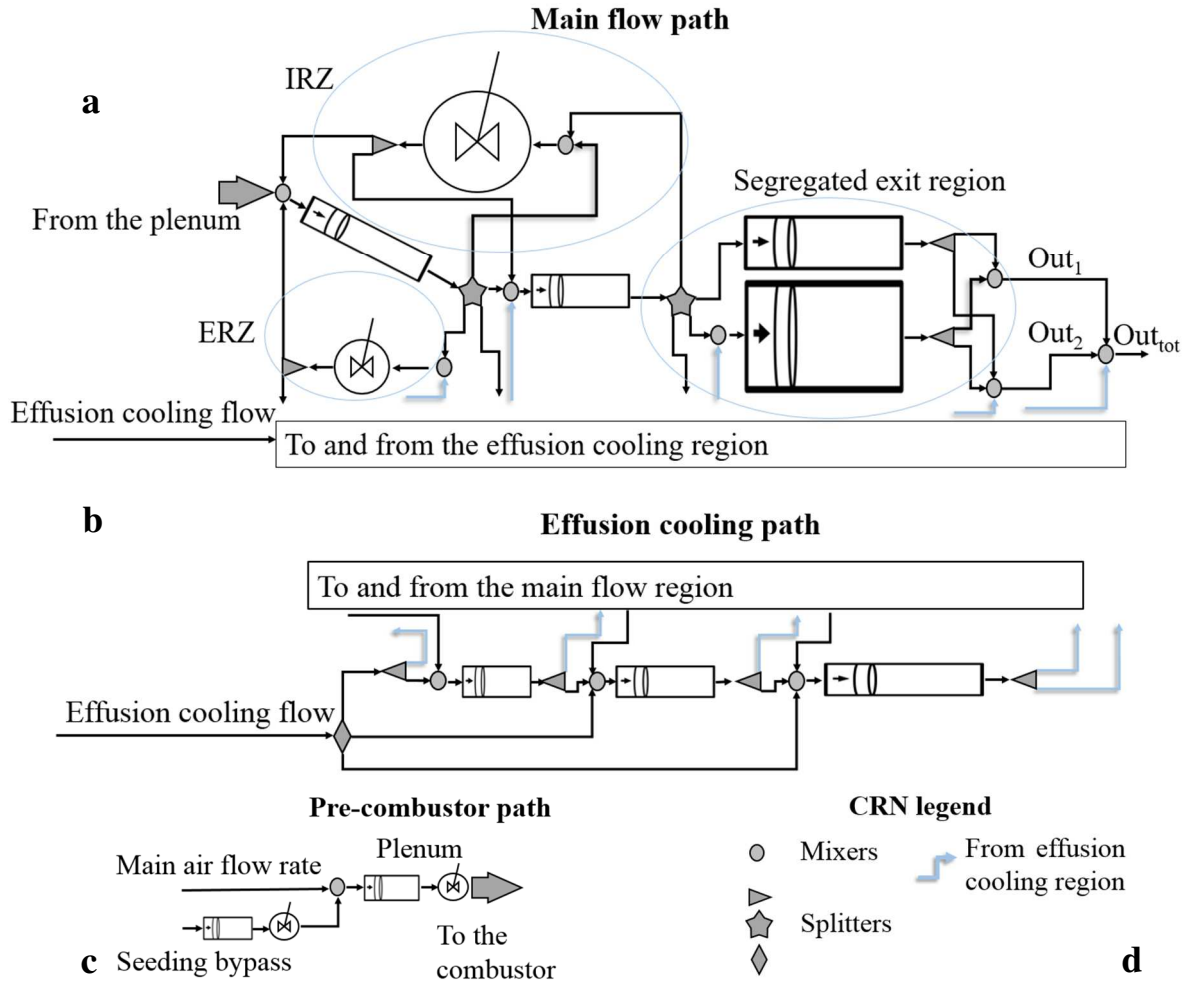 Main flow path
a
IRZ
Segregated exit region
From the plenum
Out1
ERZ
Out2
Outtot
Effusion cooling flow
To and from the effusion cooling region
b
Effusion cooling path
To and from the main flow region
Effusion cooling flow
Pre-combustor path
CRN legend
Plenum
Main air flow rate
Mixers
From effusion
cooling region
Splitters
To the
combustor
c
Seeding bypass
d